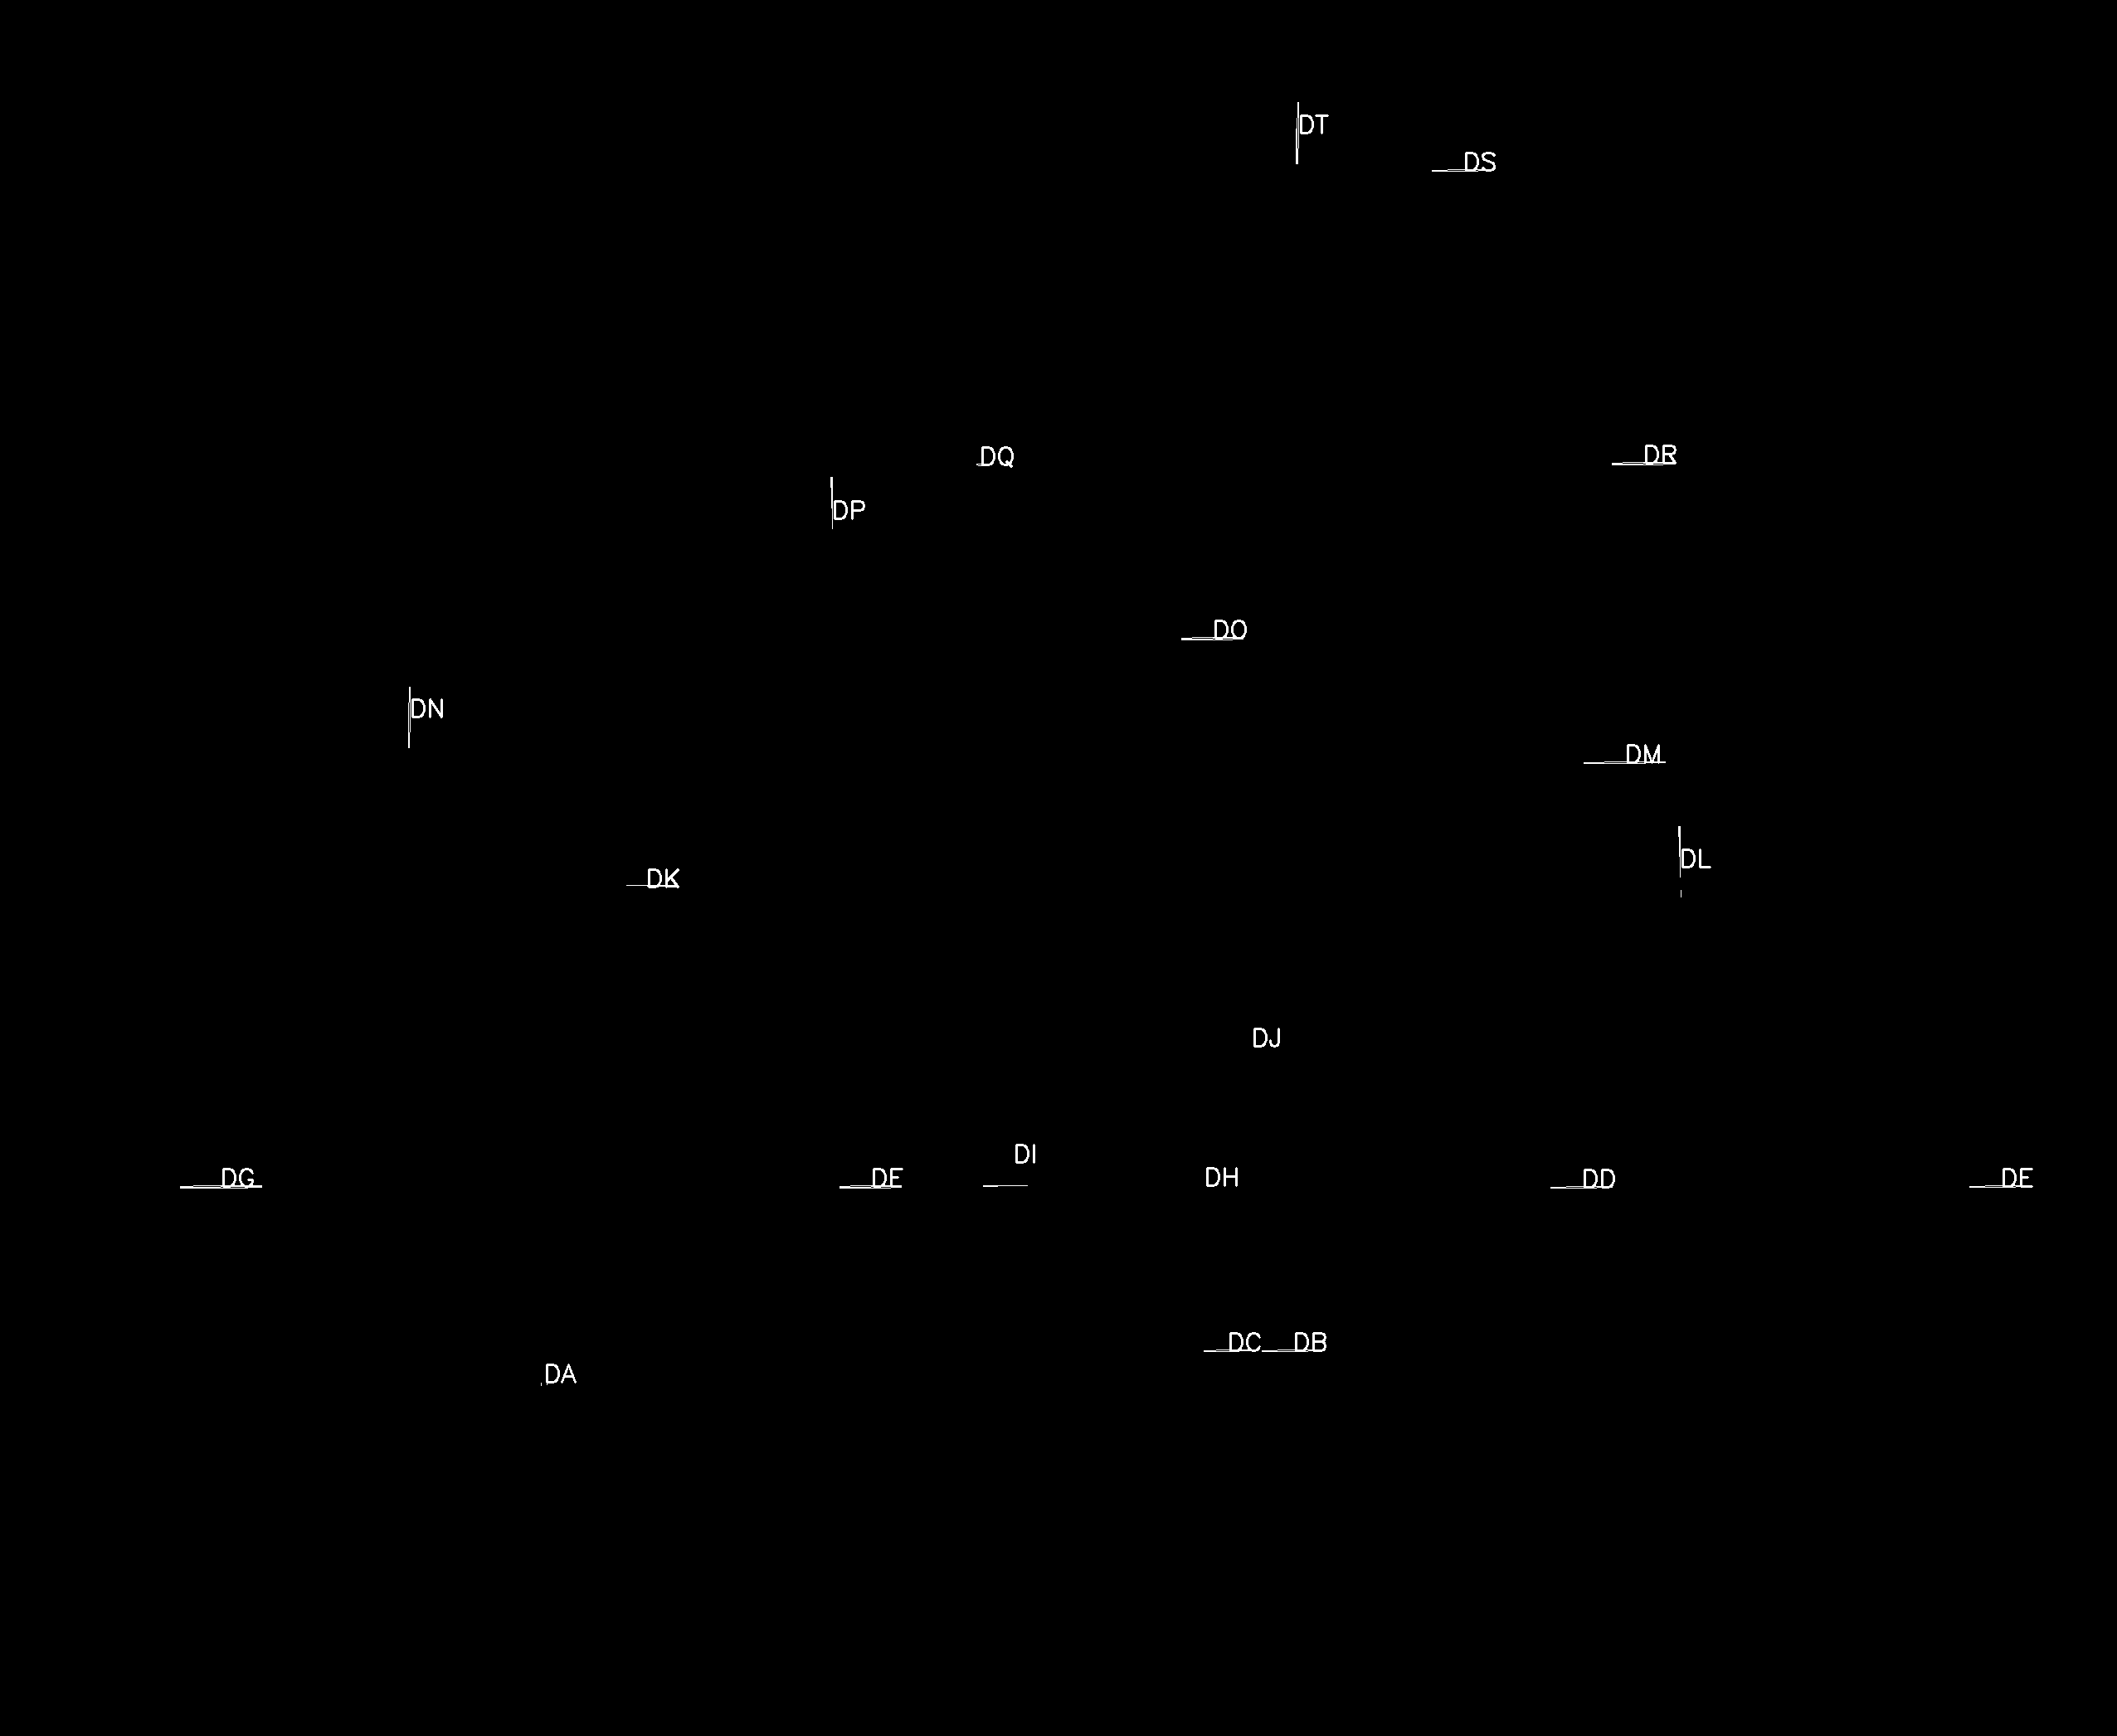 DT
DS
DQ
DR
DP
DO
DN
DM
DL
DK
DJ
DI
DG DF DH DD DE
DC DB
DA